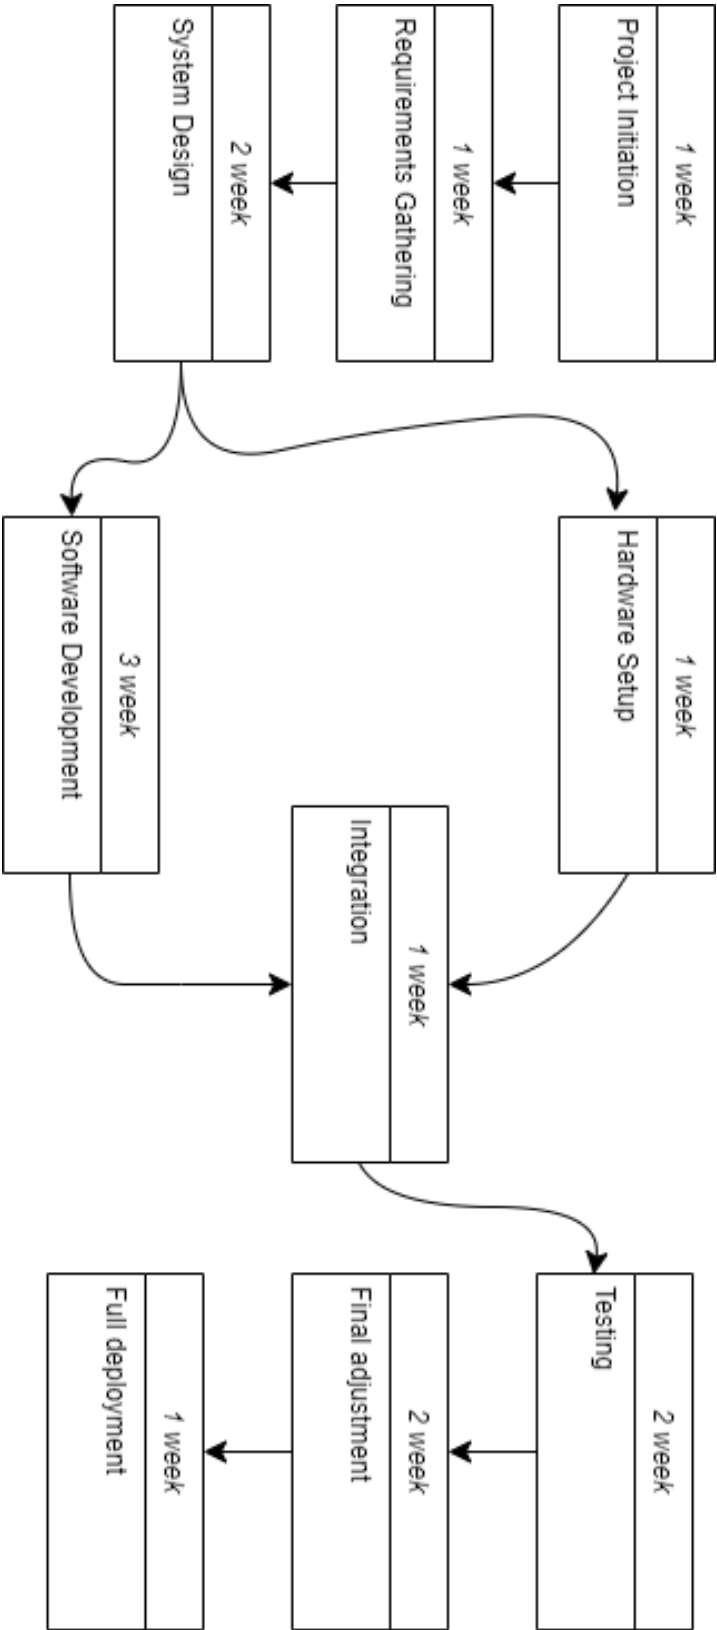 1 week
Project Initiation
1 week
Requirements Gathering
2 week
System Design
1 week
Hardware Setup
3 week
Software Development
1 week
Integration
2 week
Testing
2 week
Final adjustment
1 week
Full deployment